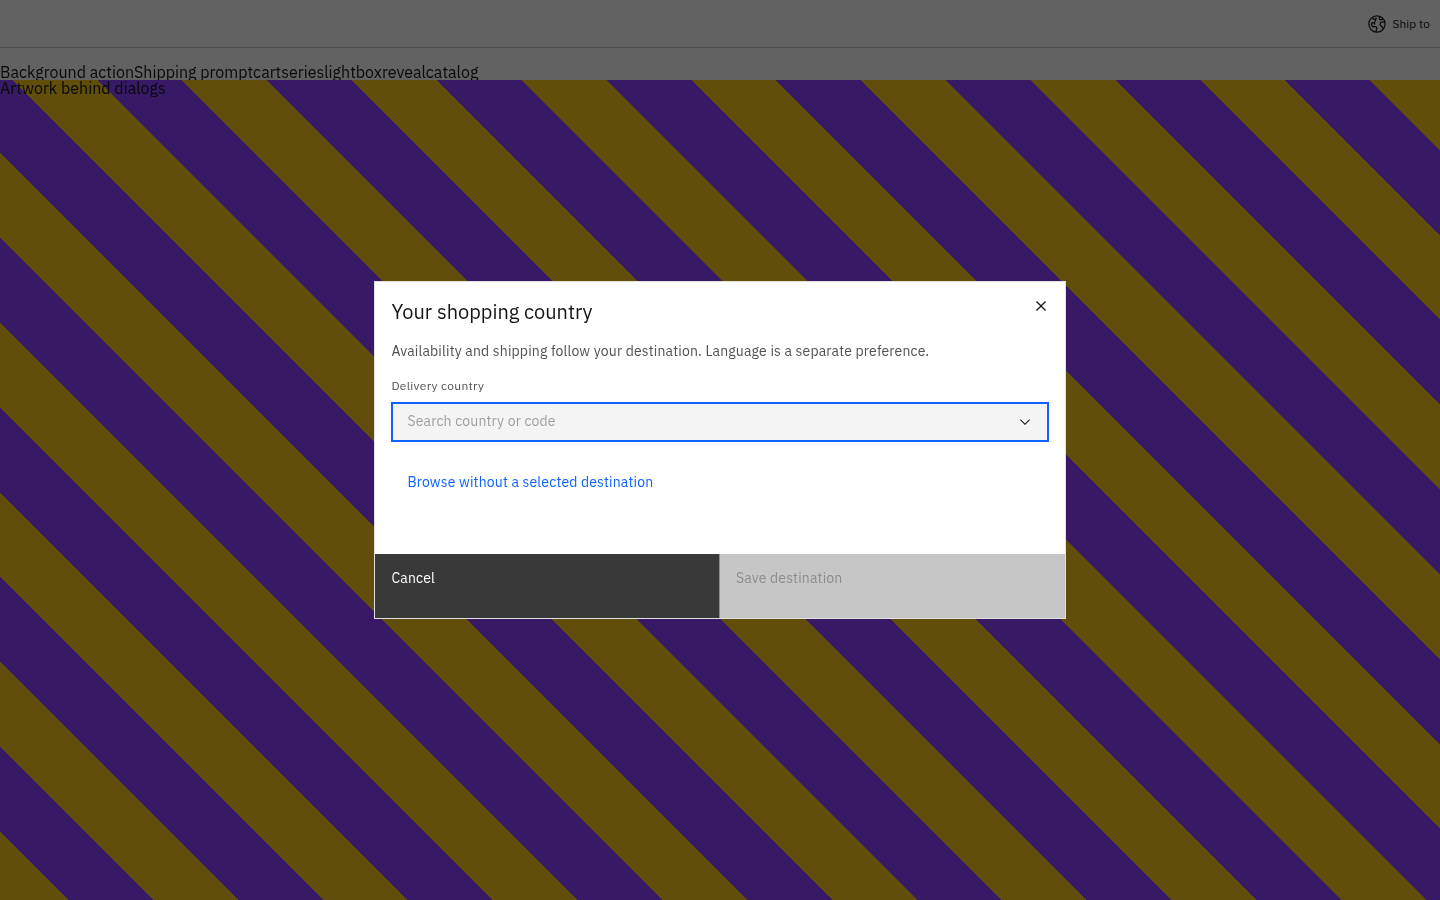 Ship to
Background actionShipping promptcartserieslightboxrevealcatalog
Artwork behind dialogs
Your shopping country
Availability and shipping follow your destination. Language is a separate preference.
Delivery country
Search country or code
Browse without a selected destination
Cancel
Save destination